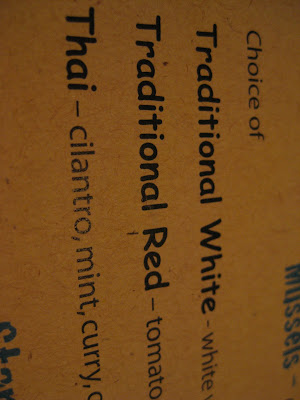 Mussels -
Choice of
Traditional White - white
Traditional Red - tomato
Thai - cilantro, mint, curry,